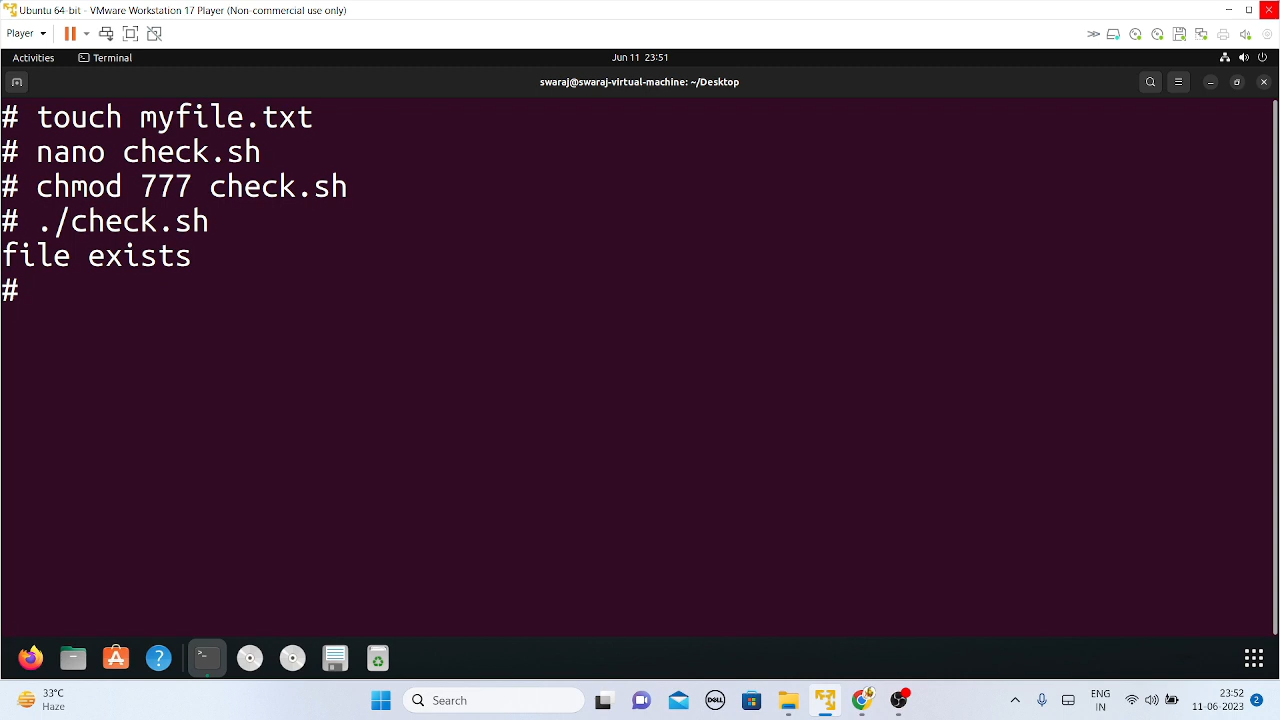 Ubuntu 64-bit - VMware Workstation 17 Player (Non-commercial use only)
Player
Activities Terminal Jun 11 23:51
swaraj@swaraj-virtual-machine: ~/Desktop
# touch myfile.txt
# nano check.sh
# chmod 777 check.sh
# ./check.sh
file exists
#
33°C
Haze
Search
DELL
ENG
IN
23:52
11-06-2023
2